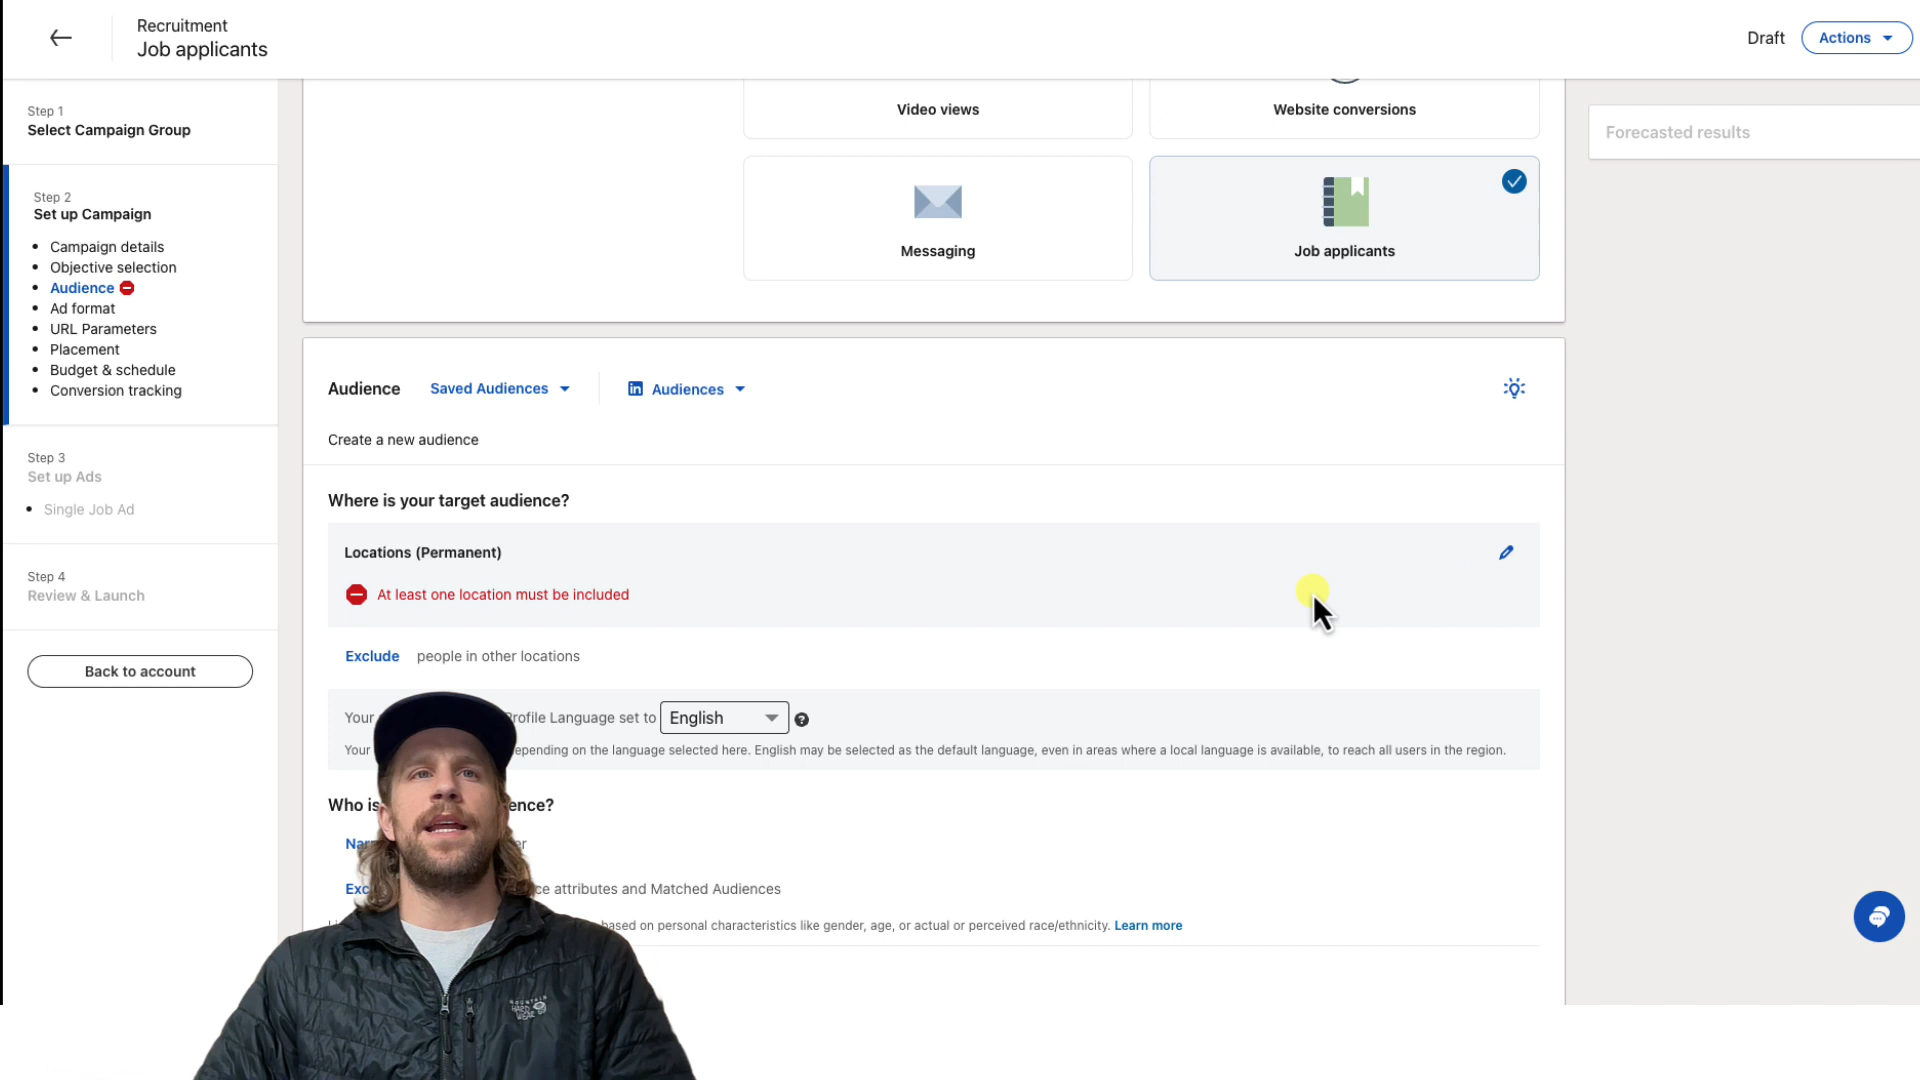 Recruitment
Job applicants
Draft
Actions
Step 1
Select Campaign Group
Step 2
Set up Campaign
Campaign details
Objective selection
Audience
Ad format
URL Parameters
Placement
Budget & schedule
Conversion tracking
Step 3
Set up Ads
Single Job Ad
Step 4
Review & Launch
Back to account
Video views
Website conversions
Messaging
Job applicants
Forecasted results
Audience
Saved Audiences
in Audiences
Create a new audience
Where is your target audience?
Locations (Permanent)
At least one location must be included
Exclude people in other locations
Your rofile Language set to English ?
Your epending on the language selected here. English may be selected as the default language, even in areas where a local language is available, to reach all users in the region.
Who is ence?
ce attributes and Matched Audiences
based on personal characteristics like gender, age, or actual or perceived race/ethnicity. Learn more
MOUNTAIN
HARD
WEAR